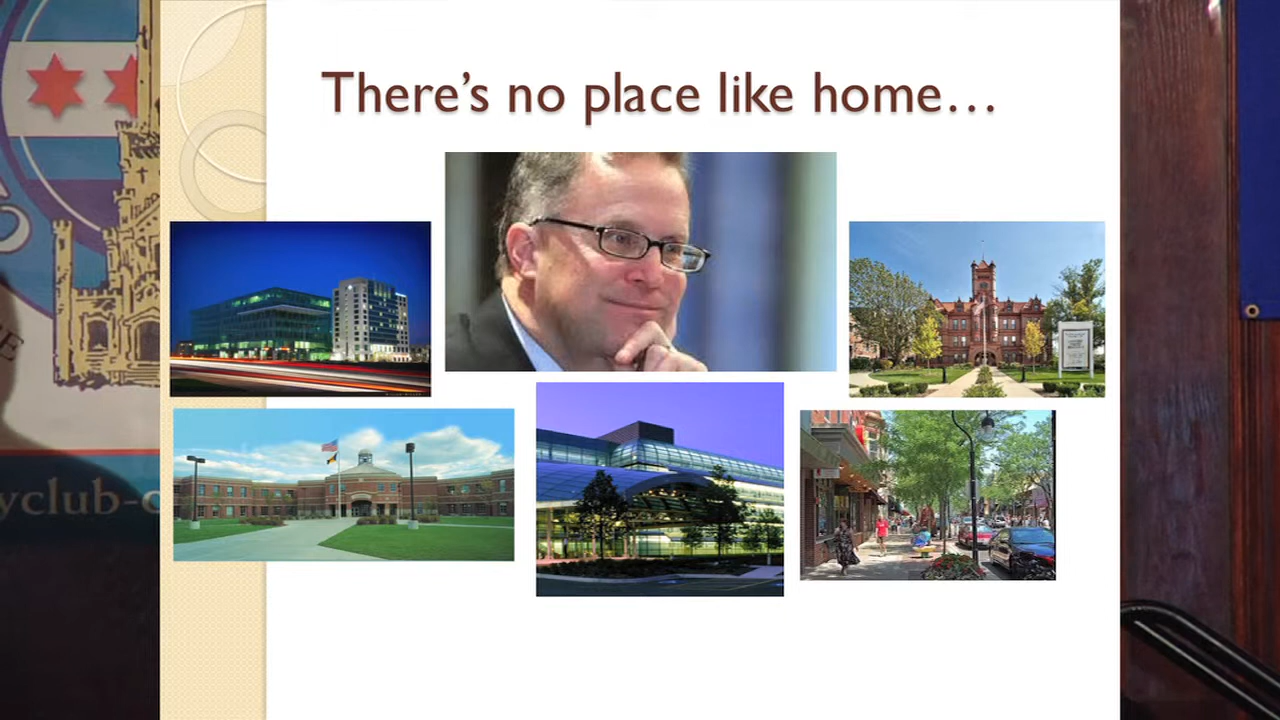 There's no place like home…
yclub-c